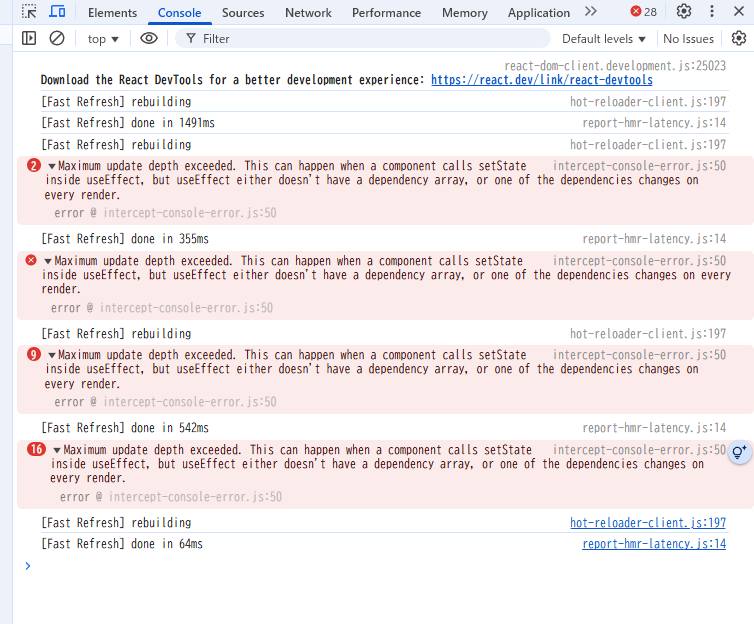 Elements Console Sources Network Performance Memory Application 28
top Filter Default levels No Issues
react-dom-client.development.js:25023
Download the React DevTools for a better development experience: https://react.dev/link/react-devtools
[Fast Refresh] rebuilding hot-reloader-client.js:197
[Fast Refresh] done in 1491ms report-hmr-latency.js:14
[Fast Refresh] rebuilding hot-reloader-client.js:197
2 Maximum update depth exceeded. This can happen when a component calls setState intercept-console-error.js:50
inside useEffect, but useEffect either doesn't have a dependency array, or one of the dependencies changes on
every render.
error @ intercept-console-error.js:50
[Fast Refresh] done in 355ms report-hmr-latency.js:14
Maximum update depth exceeded. This can happen when a component calls setState intercept-console-error.js:50
inside useEffect, but useEffect either doesn't have a dependency array, or one of the dependencies changes on every
render.
error @ intercept-console-error.js:50
[Fast Refresh] rebuilding hot-reloader-client.js:197
9 Maximum update depth exceeded. This can happen when a component calls setState intercept-console-error.js:50
inside useEffect, but useEffect either doesn't have a dependency array, or one of the dependencies changes on
every render.
error @ intercept-console-error.js:50
[Fast Refresh] done in 542ms report-hmr-latency.js:14
16 Maximum update depth exceeded. This can happen when a component calls setState intercept-console-error.js:50
inside useEffect, but useEffect either doesn't have a dependency array, or one of the dependencies changes on
every render.
error @ intercept-console-error.js:50
[Fast Refresh] rebuilding hot-reloader-client.js:197
[Fast Refresh] done in 64ms report-hmr-latency.js:14